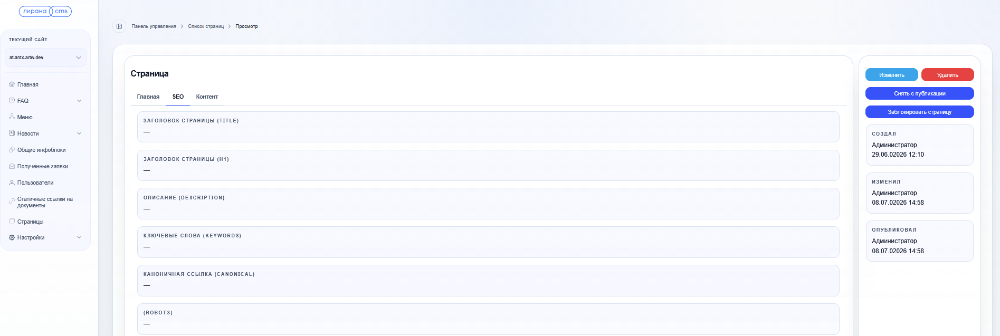 лирана cms
ТЕКУЩИЙ САЙТ
atlantx.artw.dev
Главная
FAQ
Меню
Новости
Общие инфоблоки
Полученные заявки
Пользователи
Статичные ссылки на
документы
Страницы
Настройки
Панель управления > Список страниц > Просмотр
Страница
Главная SEO Контент
ЗАГОЛОВОК СТРАНИЦЫ (TITLE)
—
ЗАГОЛОВОК СТРАНИЦЫ (H1)
—
ОПИСАНИЕ (DESCRIPTION)
—
КЛЮЧЕВЫЕ СЛОВА (KEYWORDS)
—
КАНОНИЧНАЯ ССЫЛКА (CANONICAL)
—
(ROBOTS)
—
Изменить Удалить
Снять с публикации
Заблокировать страницу
СОЗДАЛ
Администратор
29.06.02026 12:10
ИЗМЕНИЛ
Администратор
08.07.02026 14:58
ОПУБЛИКОВАЛ
Администратор
08.07.02026 14:58